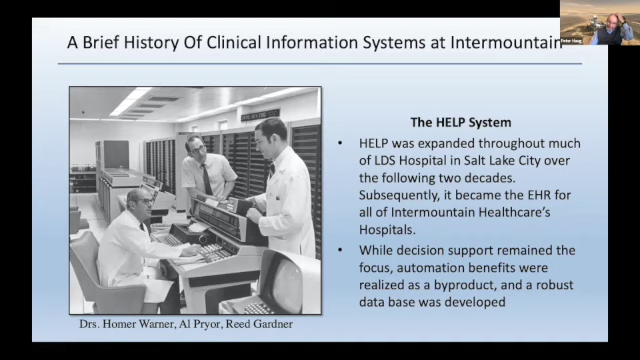 A Brief History Of Clinical Information Systems at Intermountain
Peter Haug
The HELP System
• HELP was expanded throughout much
of LDS Hospital in Salt Lake City over
the following two decades.
Subsequently, it became the EHR for
all of Intermountain Healthcare's
Hospitals.
• While decision support remained the
focus, automation benefits were
realized as a byproduct, and a robust
data base was developed
Drs. Homer Warner, Al Pryor, Reed Gardner